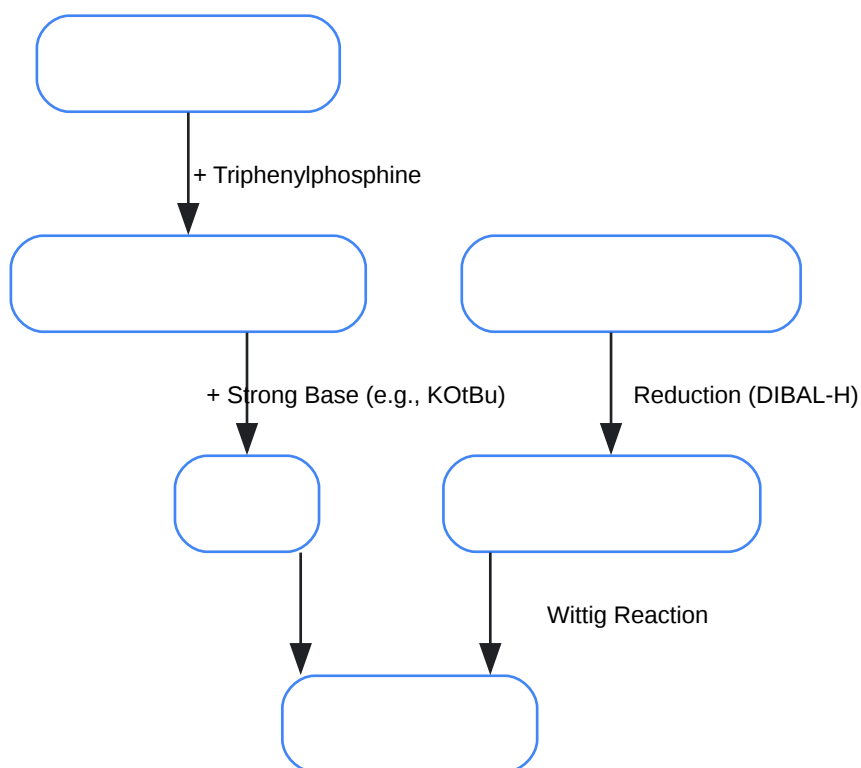 + Triphenylphosphine
+ Strong Base (e.g., KOtBu)
Reduction (DIBAL-H)
Wittig Reaction